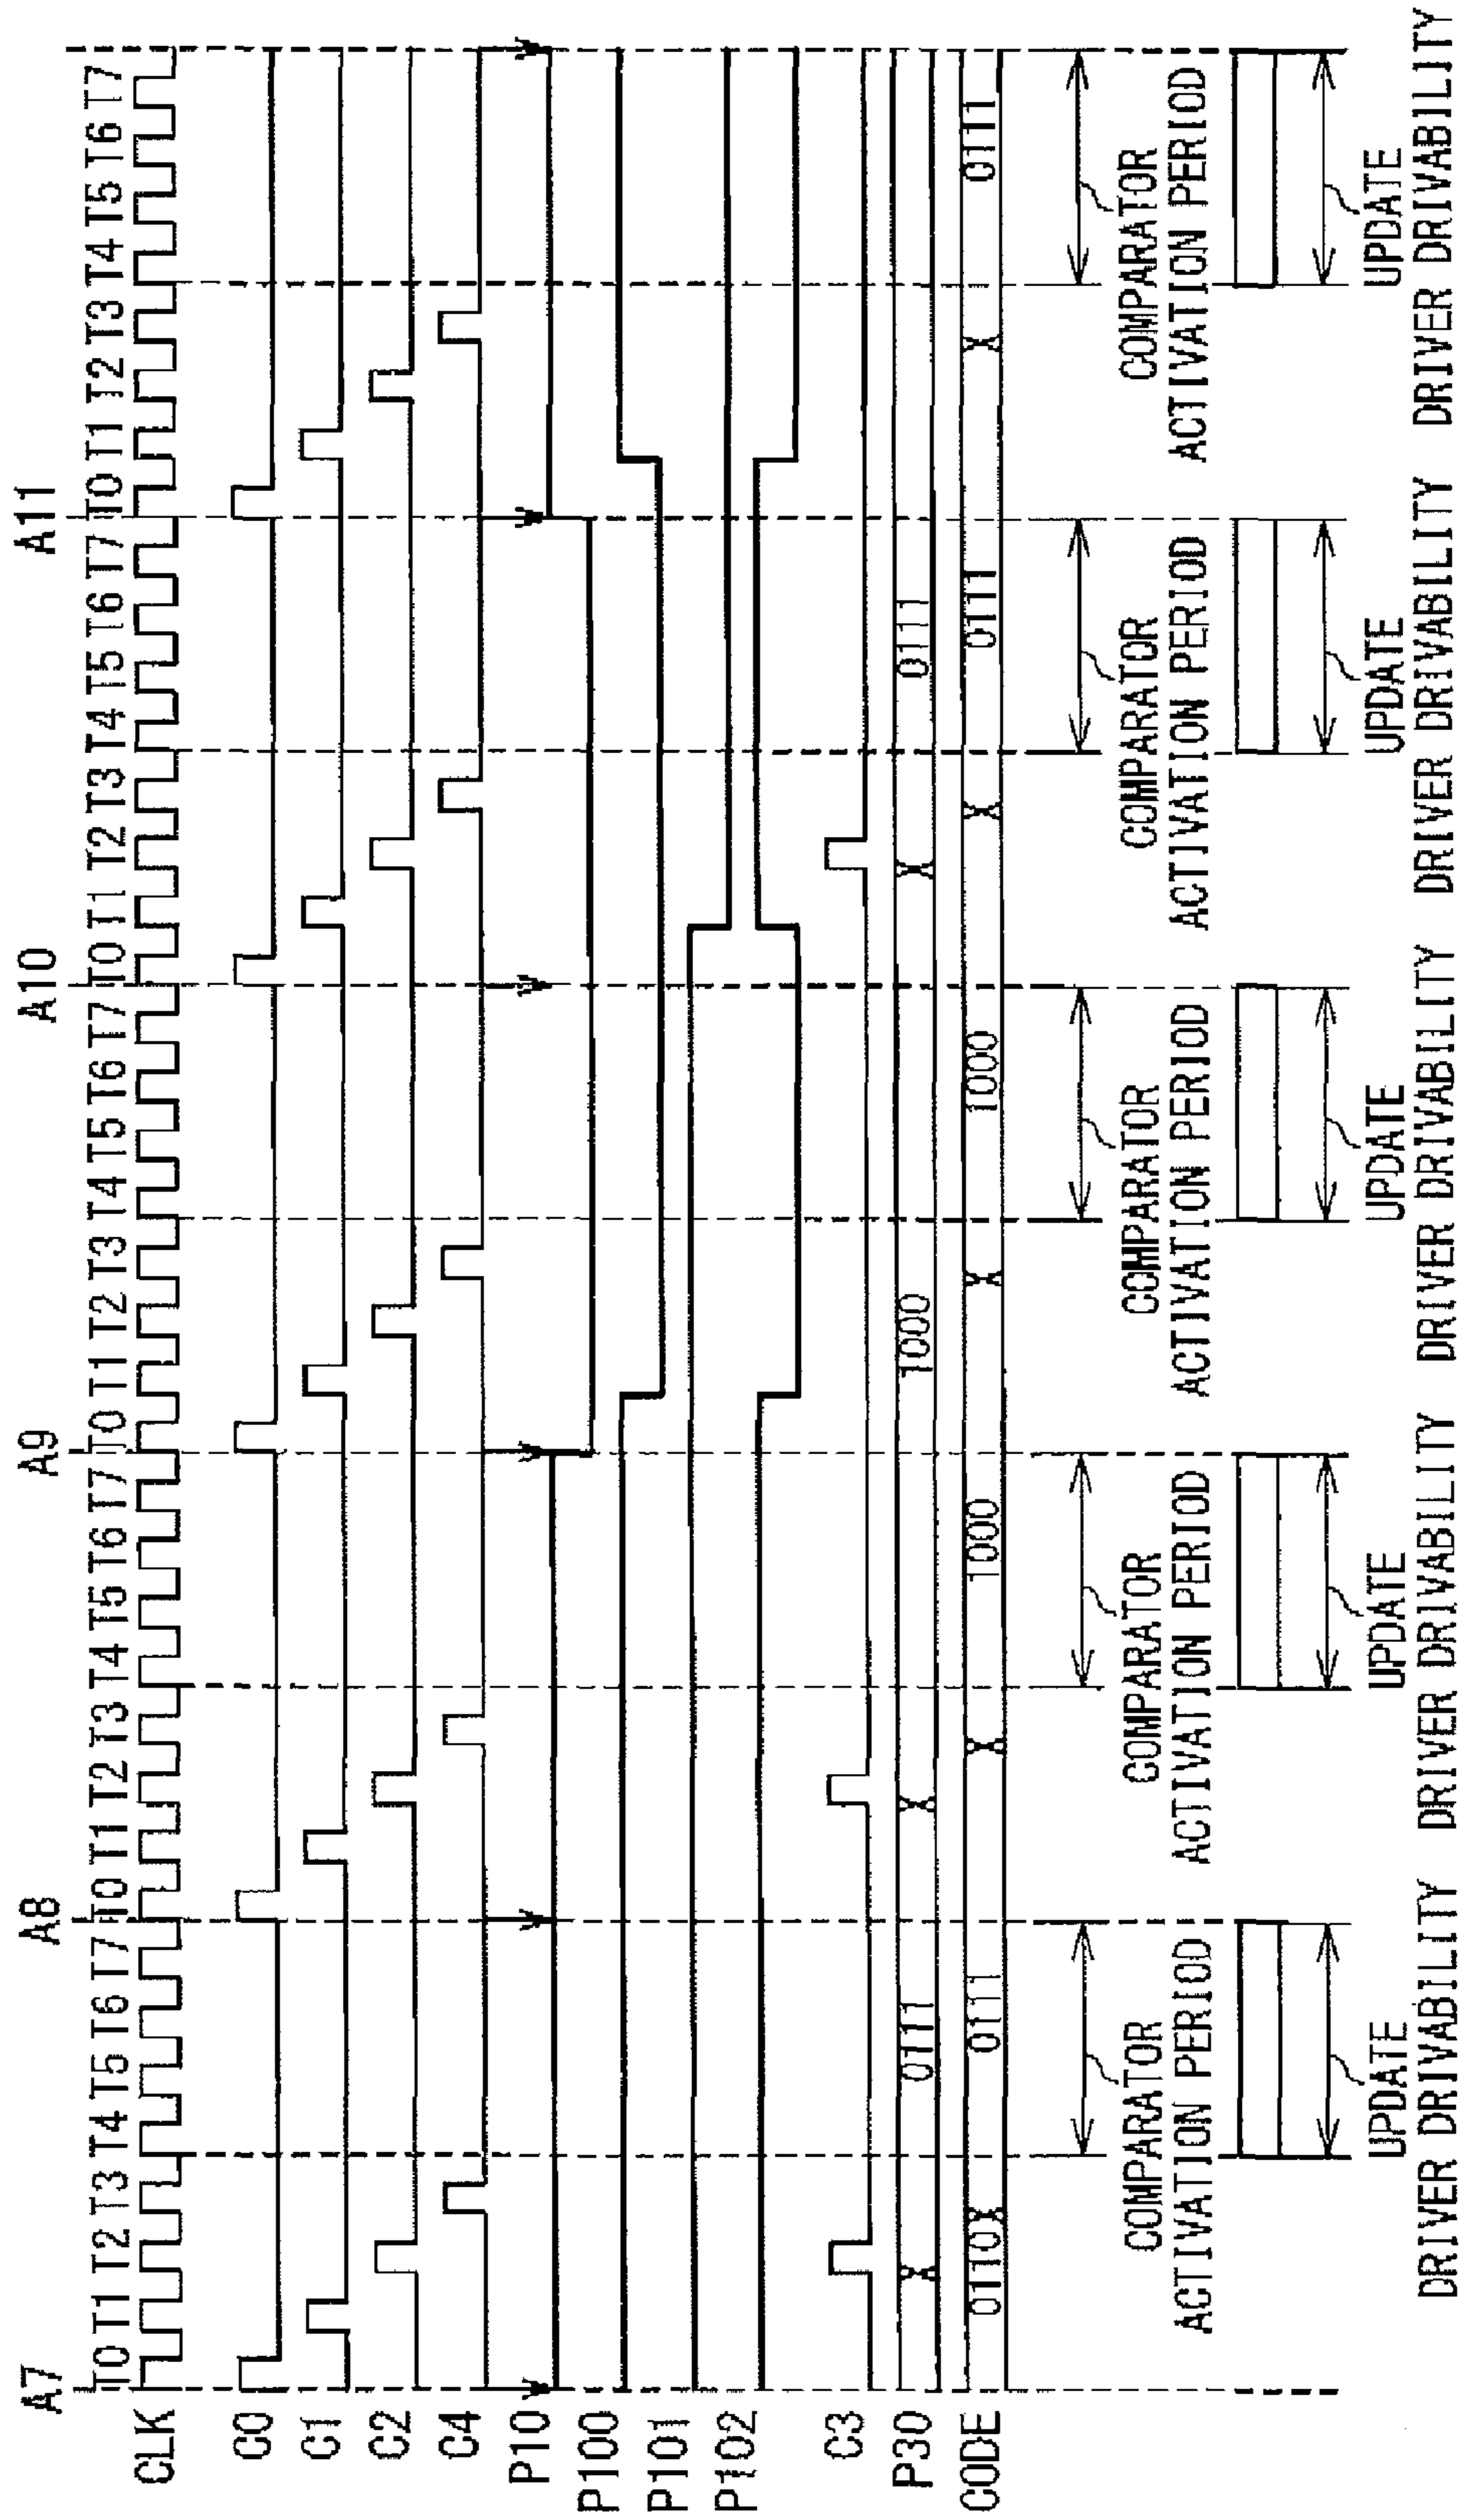 A7 A8 A9 A10 A11
T0 T1 T2 T3 T4 T5 T6 T7 T0 T1 T2 T3 T4 T5 T6 T7 T0 T1 T2 T3 T4 T5 T6 T7 T0 T1 T2 T3 T4 T5 T6 T7 T0 T1 T2 T3 T4 T5 T6 T7
CLK
C0
C1
C2
C4
P10
P100
P101
P102
C3
P30 0111 1000 0111
CODE 0110 0111 1000 1000 0111 0111
COMPARATOR COMPARATOR COMPARATOR COMPARATOR COMPARATOR
ACTIVATION PERIOD ACTIVATION PERIOD ACTIVATION PERIOD ACTIVATION PERIOD ACTIVATION PERIOD
UPDATE UPDATE UPDATE UPDATE UPDATE
DRIVER DRIVABILITY DRIVER DRIVABILITY DRIVER DRIVABILITY DRIVER DRIVABILITY DRIVER DRIVABILITY